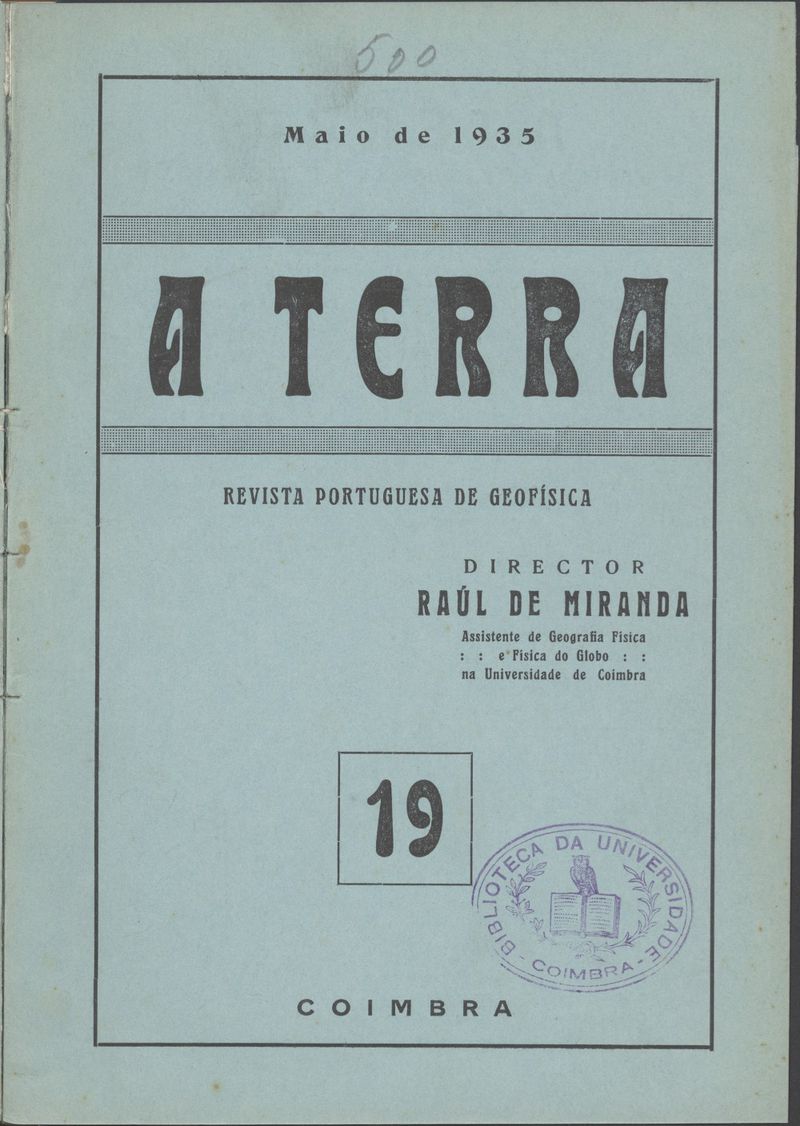 500
Maio de 1935
A TERRA
REVISTA PORTUGUESA DE GEOFÍSICA
DIRECTOR
RAÚL DE MIRANDA
Assistente de Geografia Física
: : e Física do Globo : :
na Universidade de Coimbra
19
BIBLIOTECA DA UNIVERSIDADE
- COIMBRA -
COIMBRA